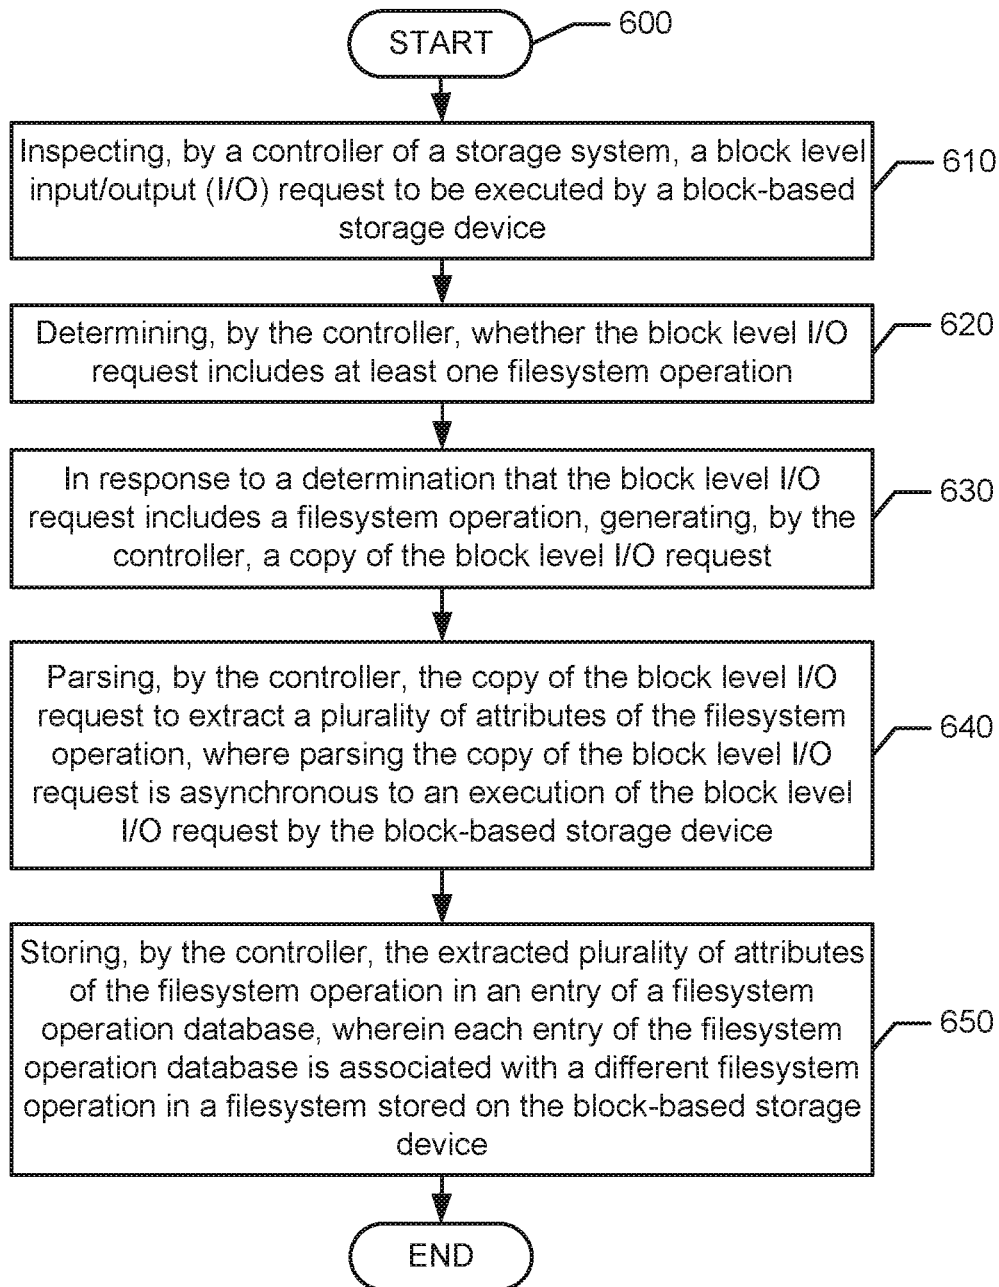 START
600
Inspecting, by a controller of a storage system, a block level
input/output (I/O) request to be executed by a block-based
storage device
610
Determining, by the controller, whether the block level I/O
request includes at least one filesystem operation
620
In response to a determination that the block level I/O
request includes a filesystem operation, generating, by the
controller, a copy of the block level I/O request
630
Parsing, by the controller, the copy of the block level I/O
request to extract a plurality of attributes of the filesystem
operation, where parsing the copy of the block level I/O
request is asynchronous to an execution of the block level
I/O request by the block-based storage device
640
Storing, by the controller, the extracted plurality of attributes
of the filesystem operation in an entry of a filesystem
operation database, wherein each entry of the filesystem
operation database is associated with a different filesystem
operation in a filesystem stored on the block-based storage
device
650
END